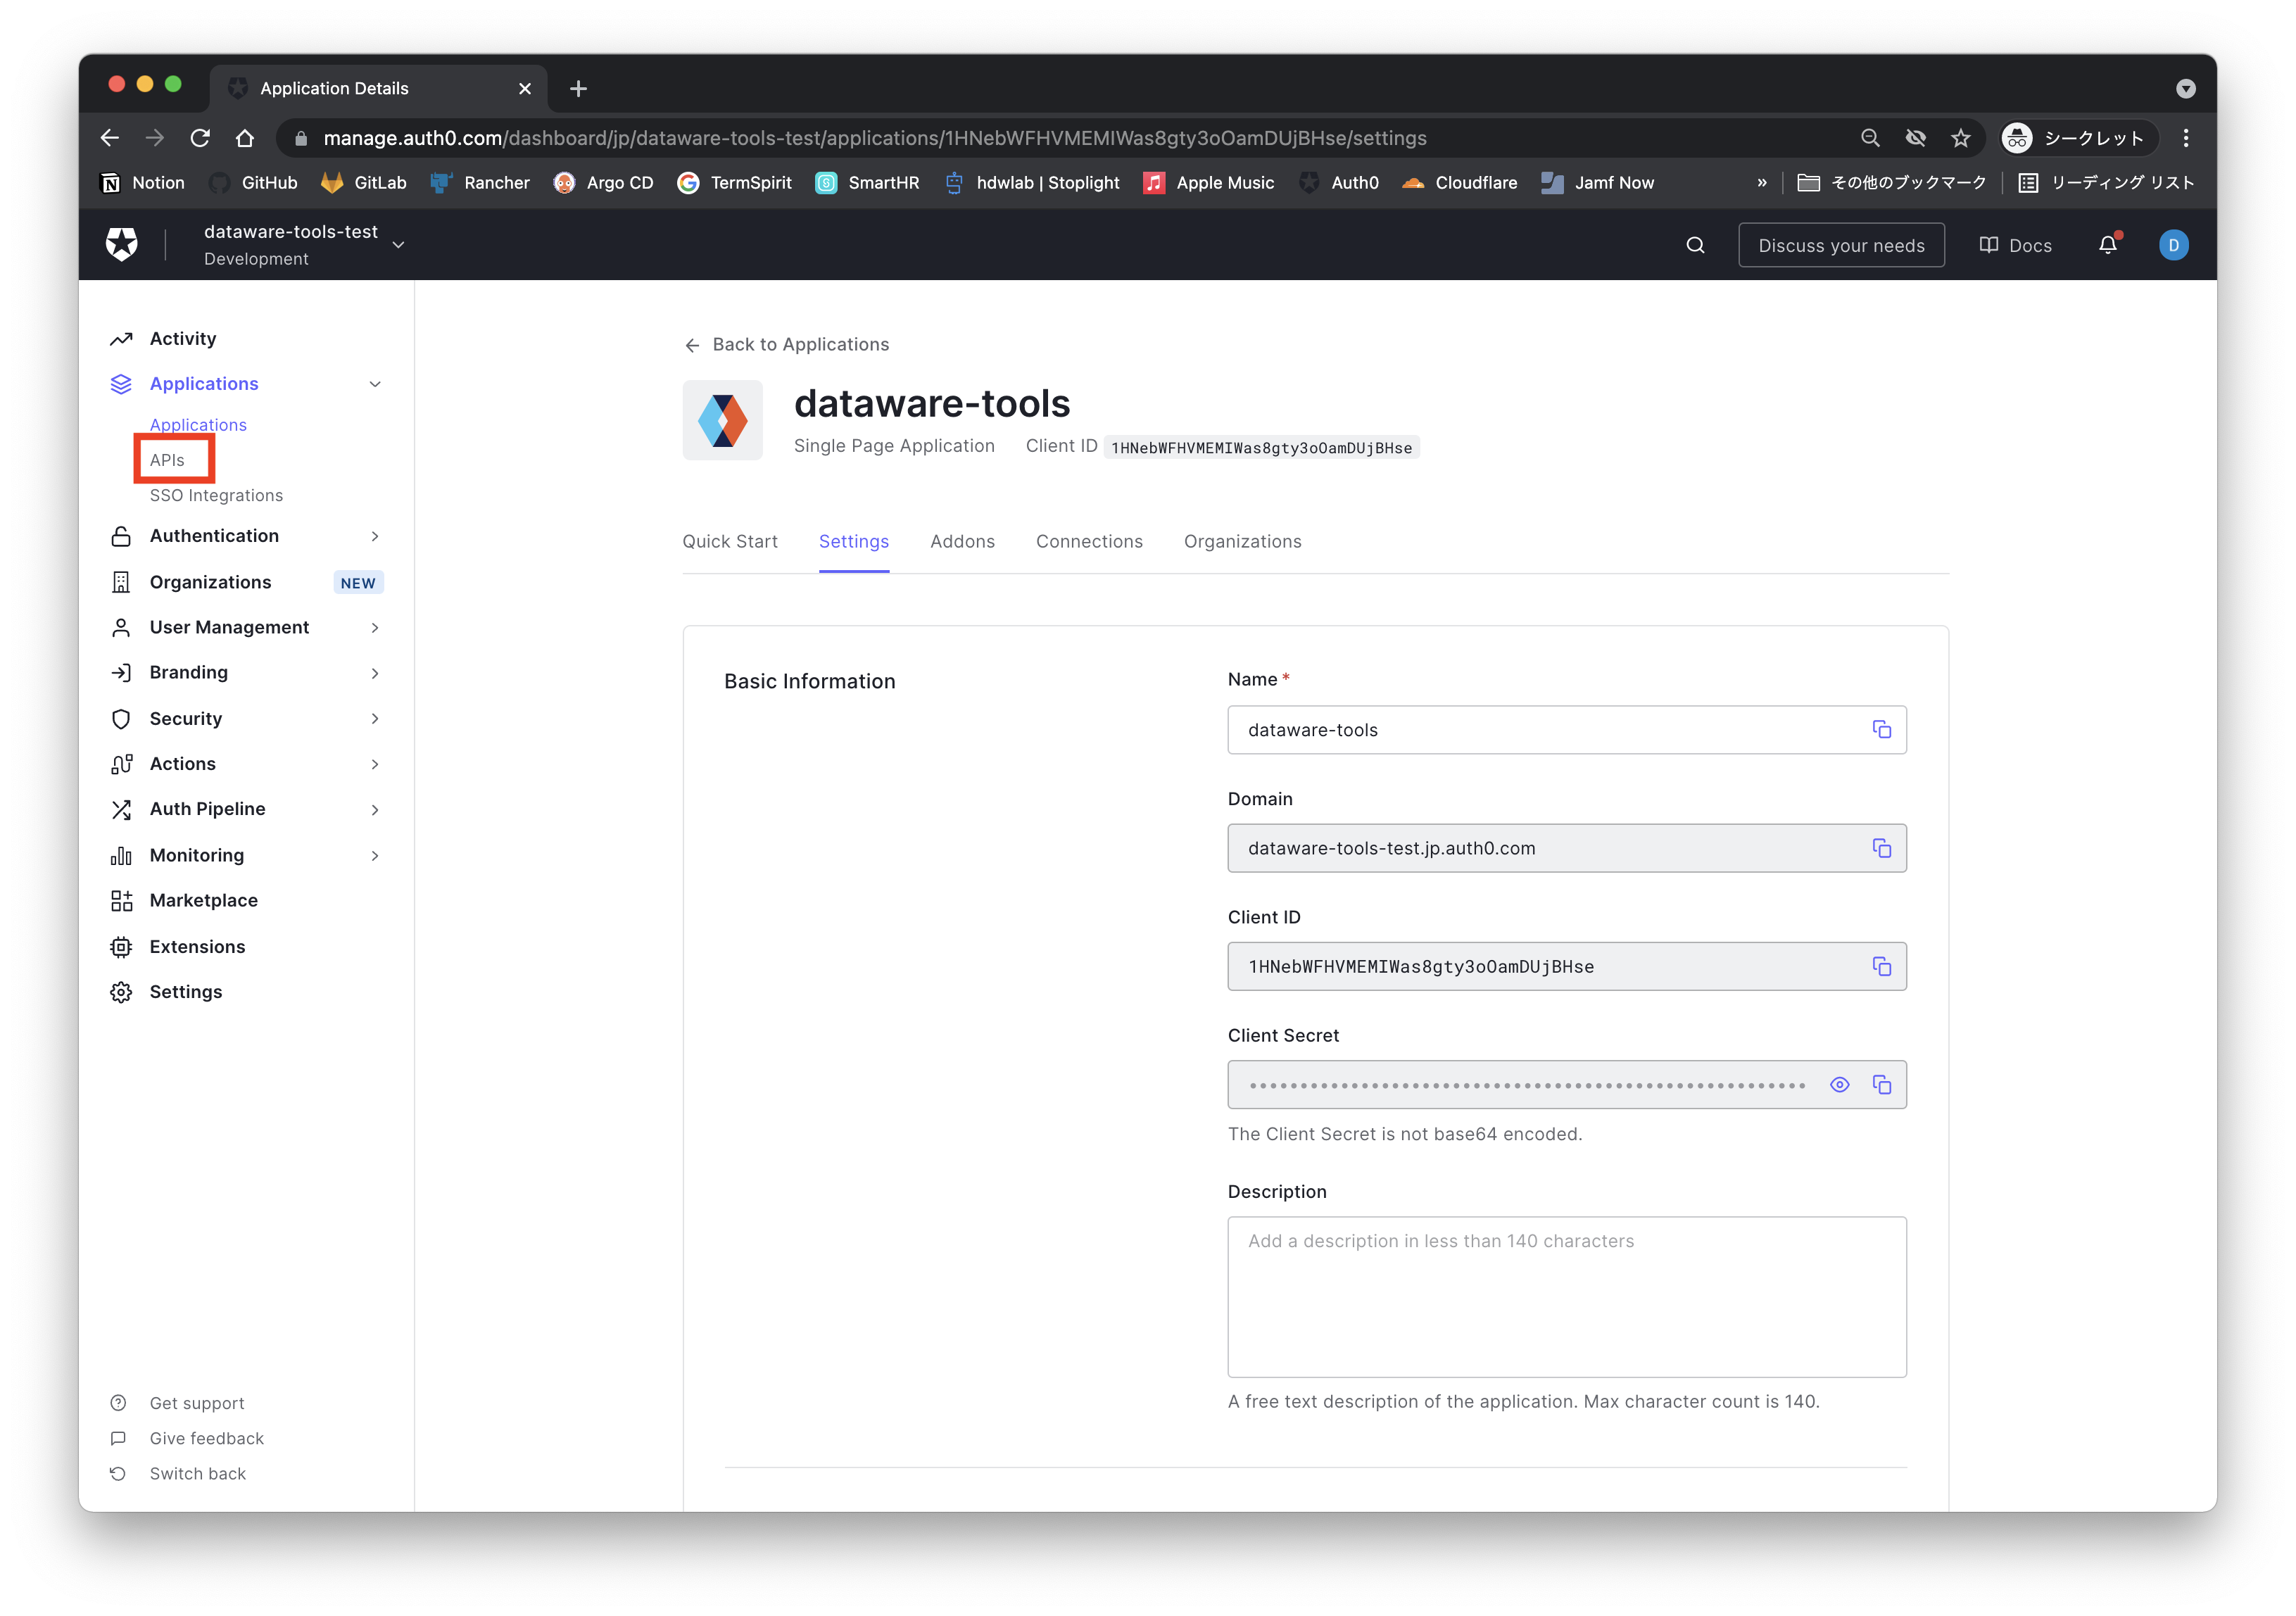 Application Details
manage.auth0.com/dashboard/jp/dataware-tools-test/applications/1HNebWFHVMEMIWas8gty3oOamDUjBHse/settings
シークレット
Notion GitHub GitLab Rancher Argo CD TermSpirit SmartHR hdwlab | Stoplight Apple Music Auth0 Cloudflare Jamf Now » その他のブックマーク リーディング リスト
dataware-tools-test
Development
Discuss your needs
Docs
D
Activity
Applications
Applications
APIs
SSO Integrations
Authentication
Organizations NEW
User Management
Branding
Security
Actions
Auth Pipeline
Monitoring
Marketplace
Extensions
Settings
Get support
Give feedback
Switch back
Back to Applications
dataware-tools
Single Page Application Client ID 1HNebWFHVMEMIWas8gty3oOamDUjBHse
Quick Start Settings Addons Connections Organizations
Basic Information
Name *
dataware-tools
Domain
dataware-tools-test.jp.auth0.com
Client ID
1HNebWFHVMEMIWas8gty3oOamDUjBHse
Client Secret
The Client Secret is not base64 encoded.
Description
Add a description in less than 140 characters
A free text description of the application. Max character count is 140.